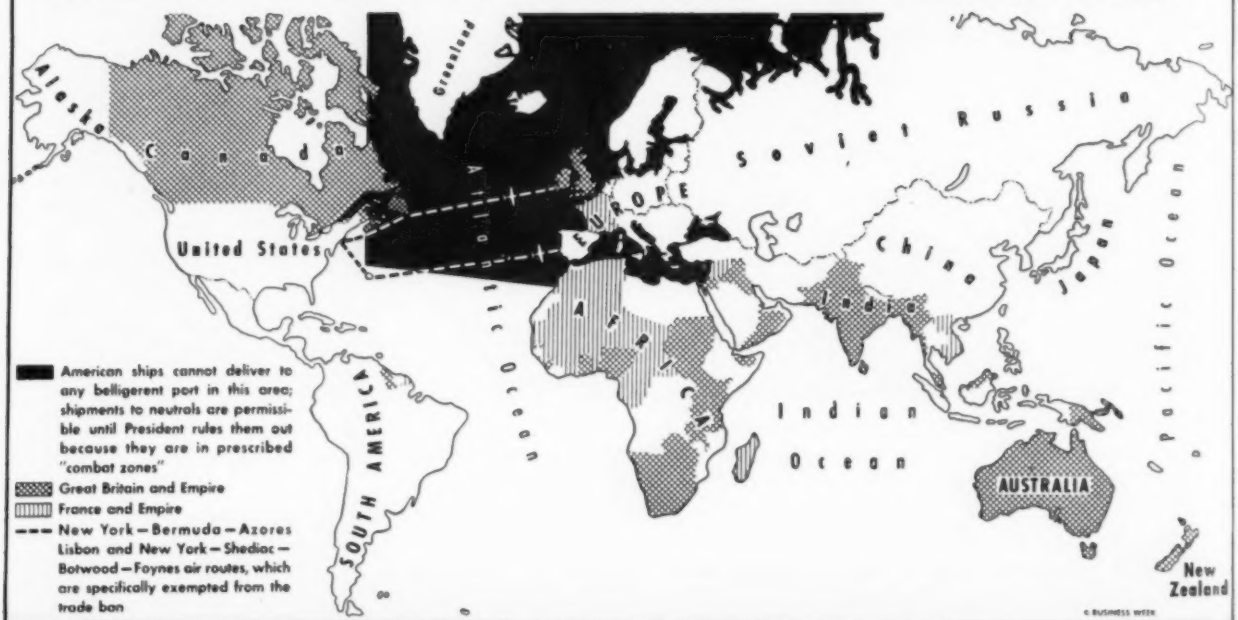 Greenland
Alaska
Canada
Soviet Russia
Atlantic Ocean
EUROPE
United States
China
Japan
Pacific Ocean
India
AFRICA
Indian
Ocean
SOUTH AMERICA
AUSTRALIA
New
Zealand
American ships cannot deliver to
any belligerent port in this area;
shipments to neutrals are permissi-
ble until President rules them out
because they are in prescribed
"combat zones"
Great Britain and Empire
France and Empire
New York—Bermuda—Azores
Lisbon and New York—Shediac—
Botwood—Foynes air routes, which
are specifically exempted from the
trade ban
© BUSINESS WEEK